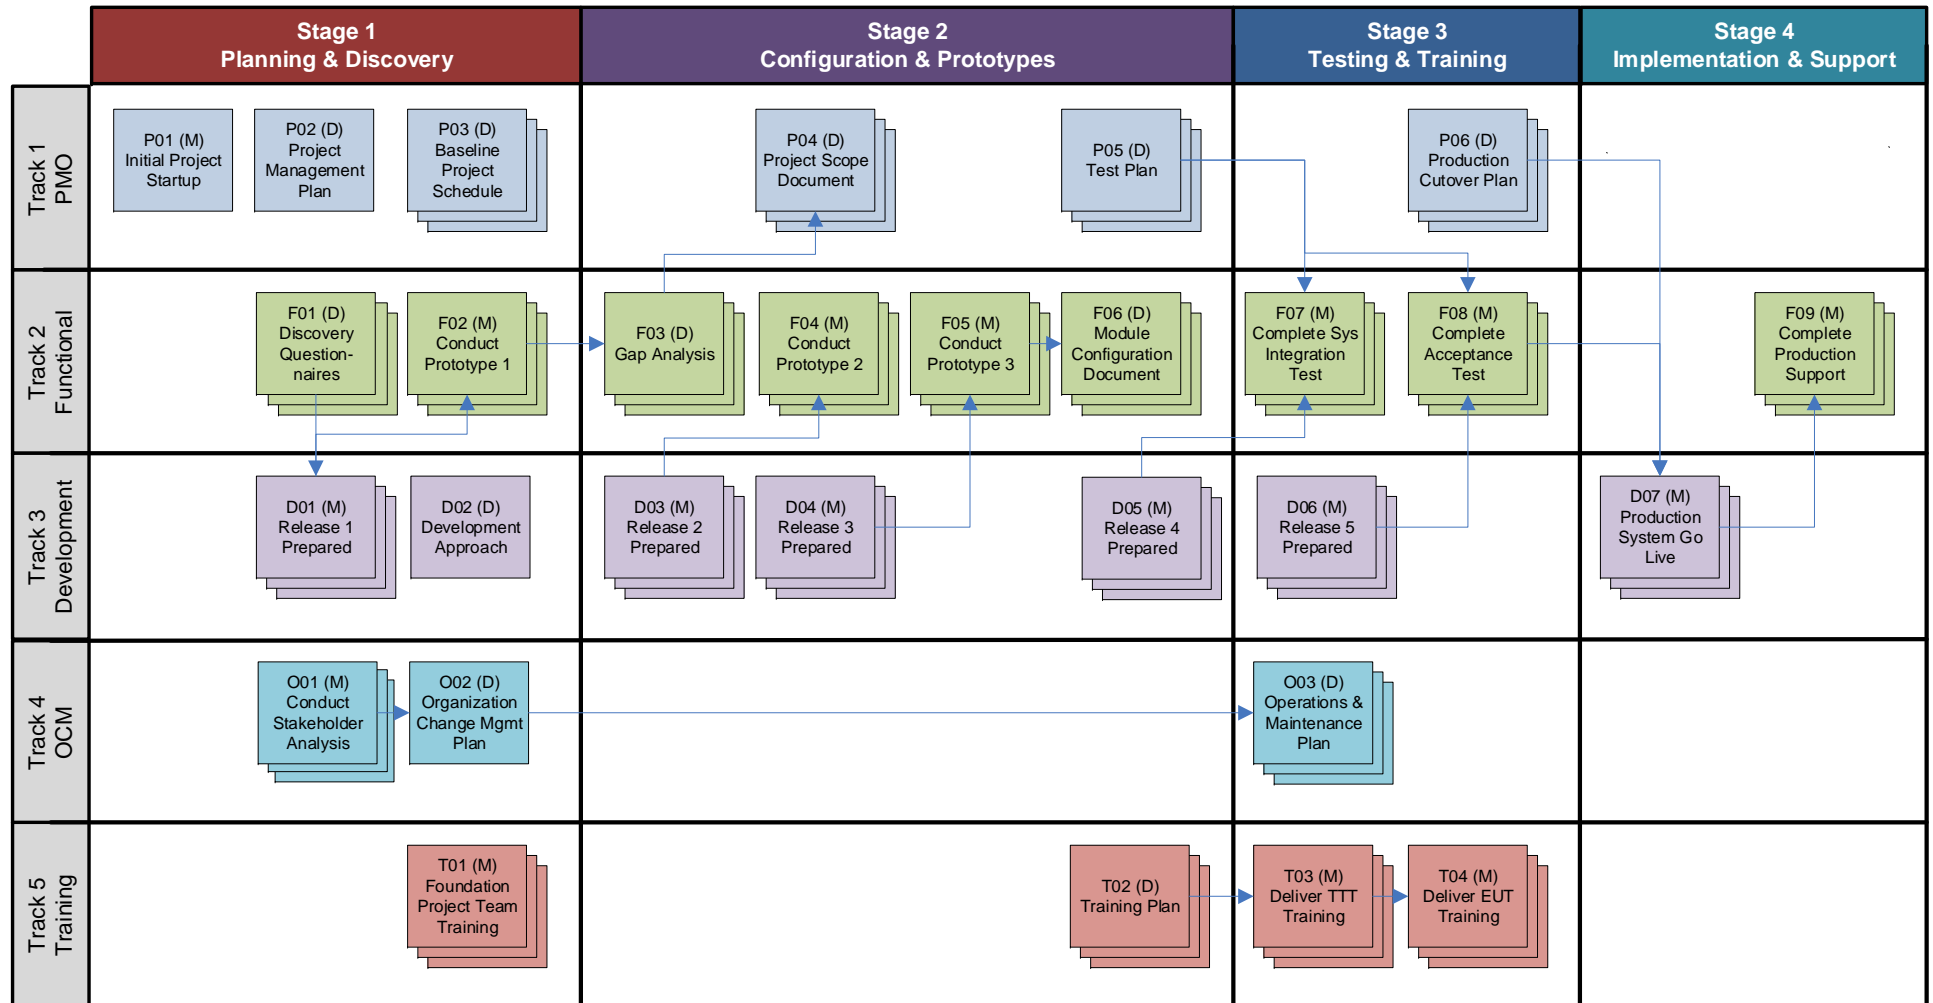 Stage 1
Planning & Discovery
Stage 2
Configuration & Prototypes
Stage 3
Testing & Training
Stage 4
Implementation & Support
Track 1
PMO
P01 (M)
Initial Project
Startup
P02 (D)
Project
Management
Plan
P03 (D)
Baseline
Project
Schedule
P04 (D)
Project Scope
Document
P05 (D)
Test Plan
P06 (D)
Production
Cutover Plan
Track 2
Functional
F01 (D)
Discovery
Question-
naires
F02 (M)
Conduct
Prototype 1
F03 (D)
Gap Analysis
F04 (M)
Conduct
Prototype 2
F05 (M)
Conduct
Prototype 3
F06 (D)
Module
Configuration
Document
F07 (M)
Complete Sys
Integration
Test
F08 (M)
Complete
Acceptance
Test
F09 (M)
Complete
Production
Support
Track 3
Development
D01 (M)
Release 1
Prepared
D02 (D)
Development
Approach
D03 (M)
Release 2
Prepared
D04 (M)
Release 3
Prepared
D05 (M)
Release 4
Prepared
D06 (M)
Release 5
Prepared
D07 (M)
Production
System Go
Live
Track 4
OCM
O01 (M)
Conduct
Stakeholder
Analysis
O02 (D)
Organization
Change Mgmt
Plan
O03 (D)
Operations &
Maintenance
Plan
Track 5
Training
T01 (M)
Foundation
Project Team
Training
T02 (D)
Training Plan
T03 (M)
Deliver TTT
Training
T04 (M)
Deliver EUT
Training